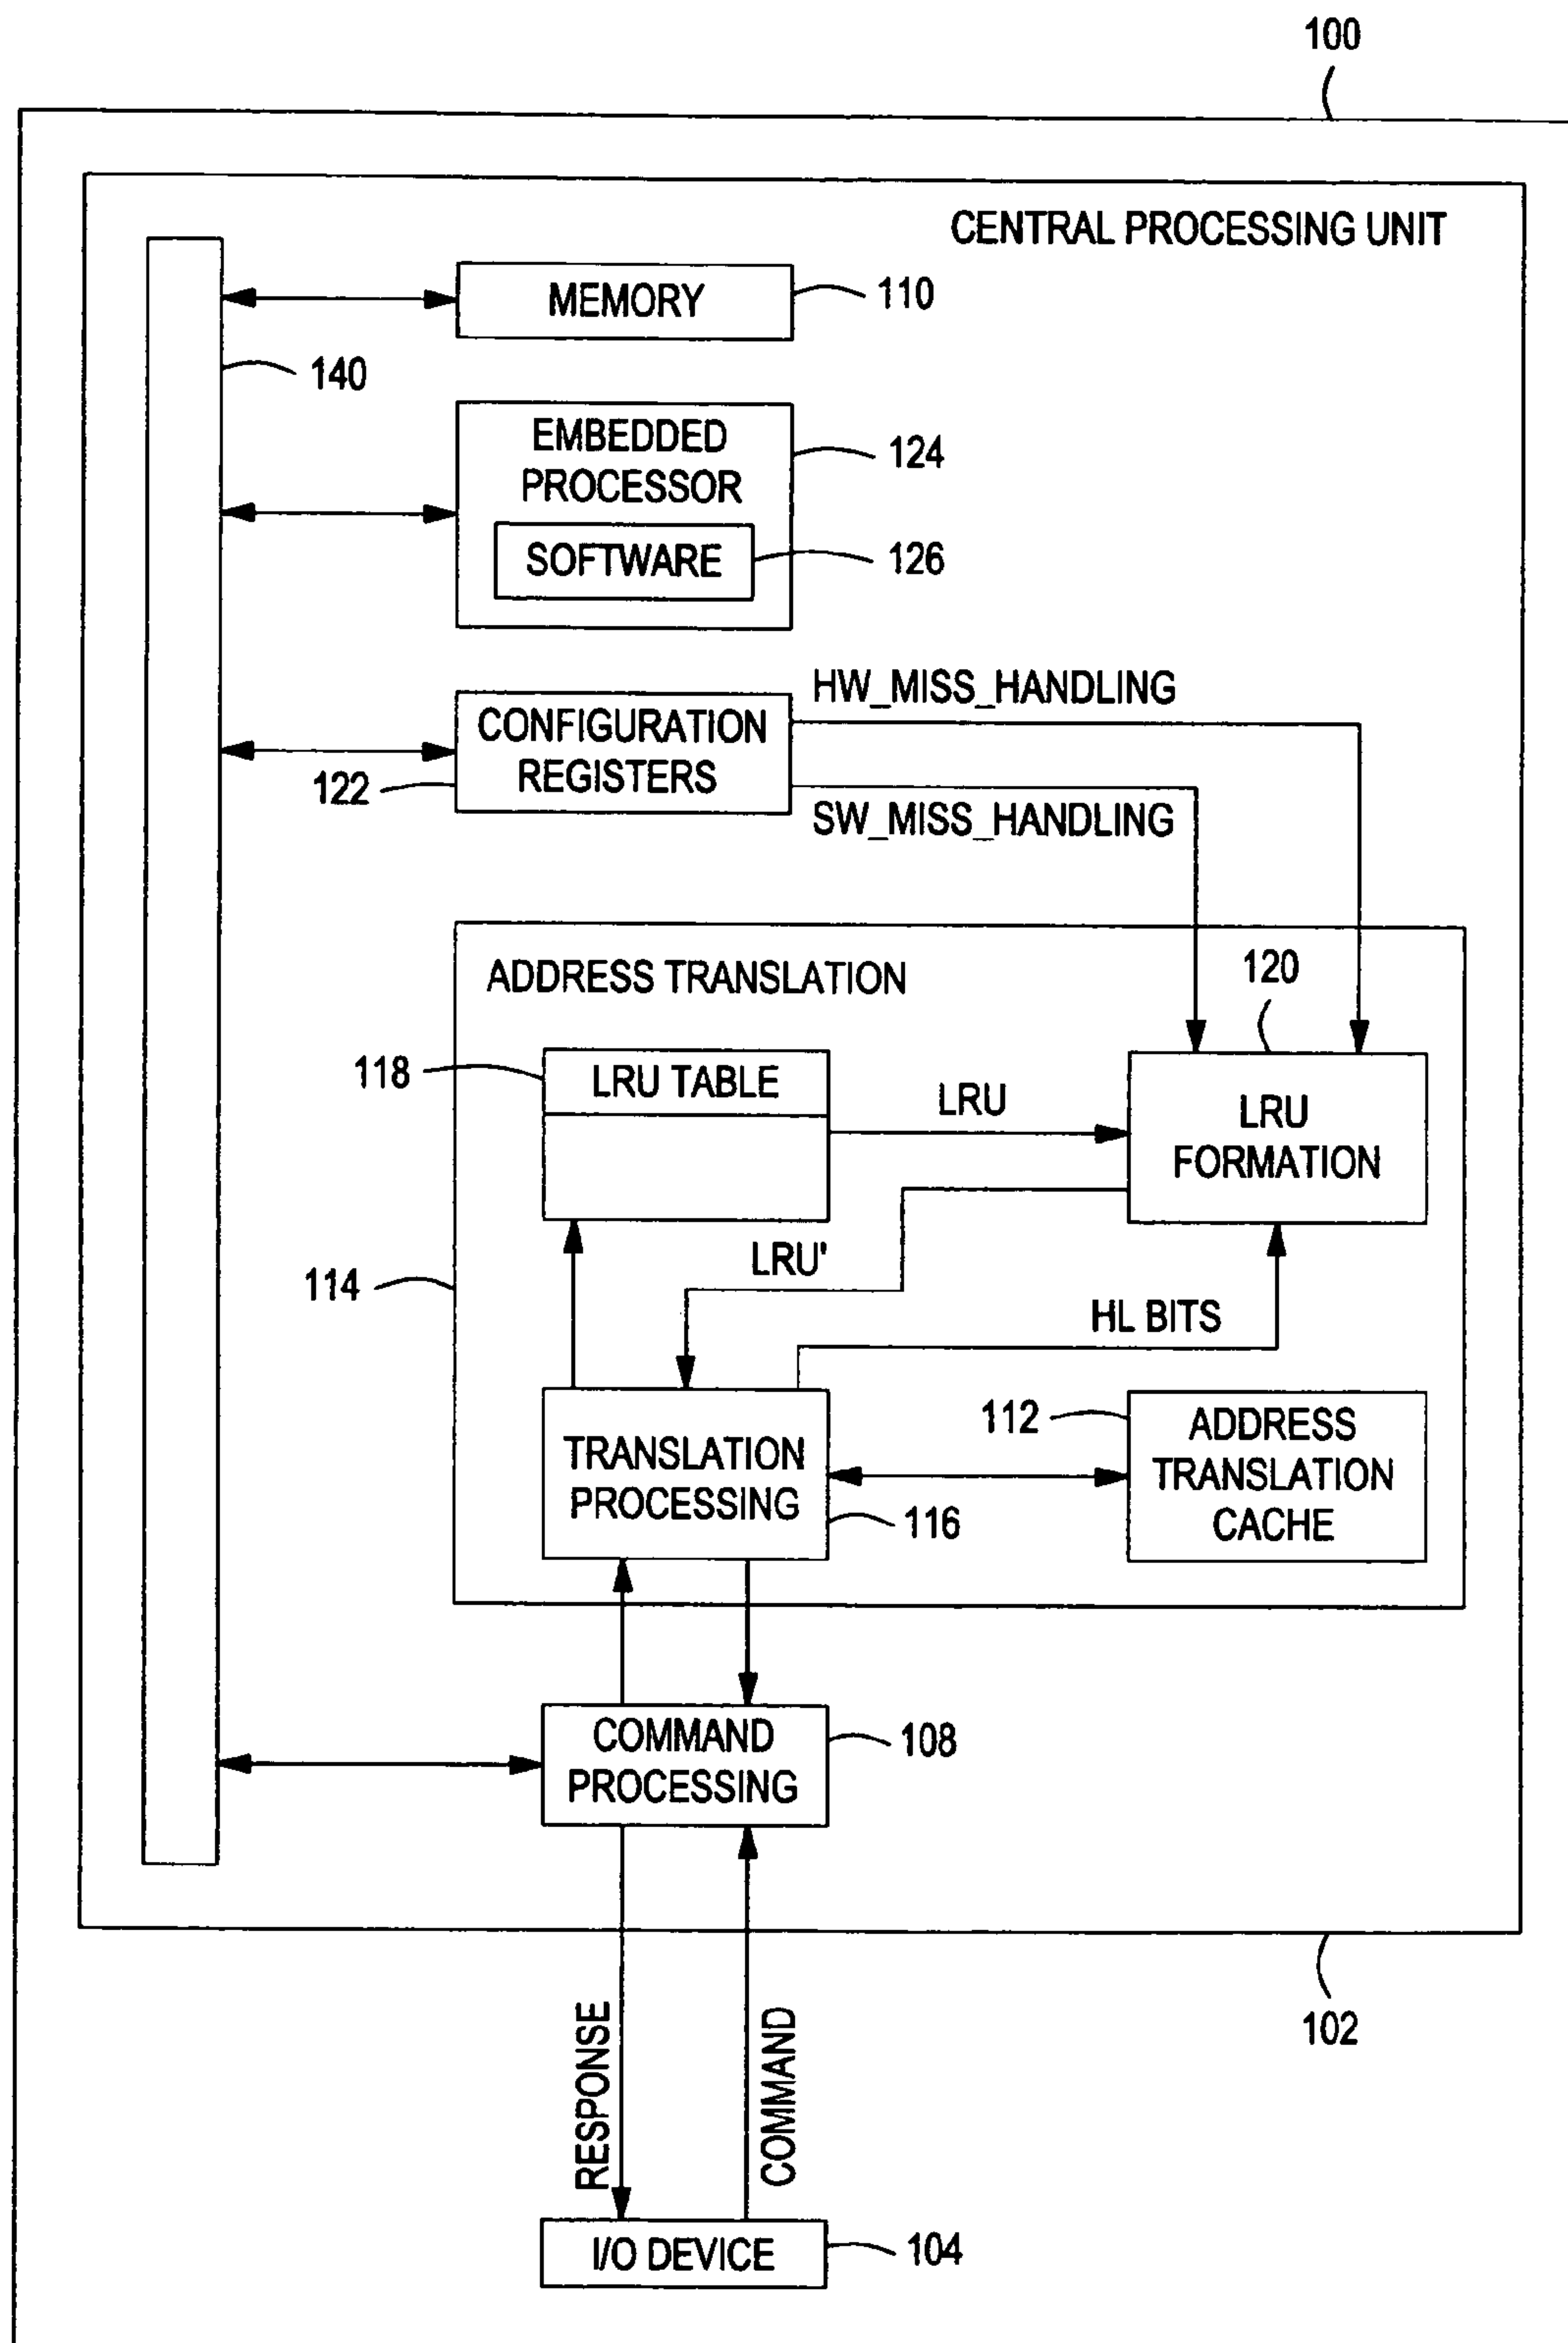 100
CENTRAL PROCESSING UNIT
MEMORY
110
140
EMBEDDED
PROCESSOR
124
SOFTWARE
126
HW_MISS_HANDLING
CONFIGURATION
REGISTERS
122
SW_MISS_HANDLING
ADDRESS TRANSLATION
120
118
LRU TABLE
LRU
LRU
FORMATION
LRU'
114
HL BITS
112
ADDRESS
TRANSLATION
CACHE
TRANSLATION
PROCESSING
116
COMMAND
PROCESSING
108
RESPONSE
COMMAND
102
I/O DEVICE
104